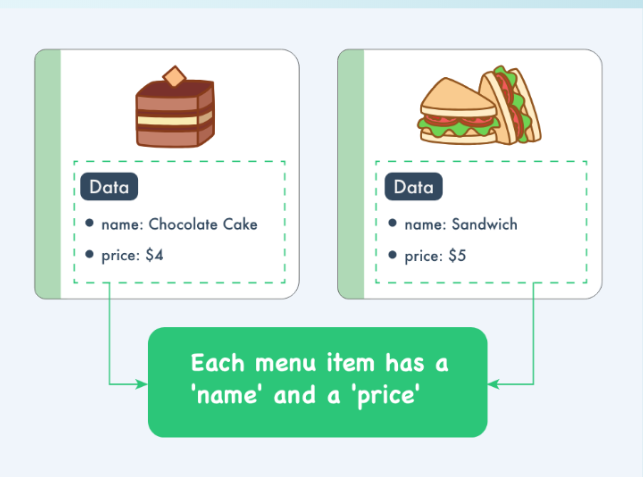 Data
name: Chocolate Cake
price: $4
Data
name: Sandwich
price: $5
Each menu item has a
'name' and a 'price'